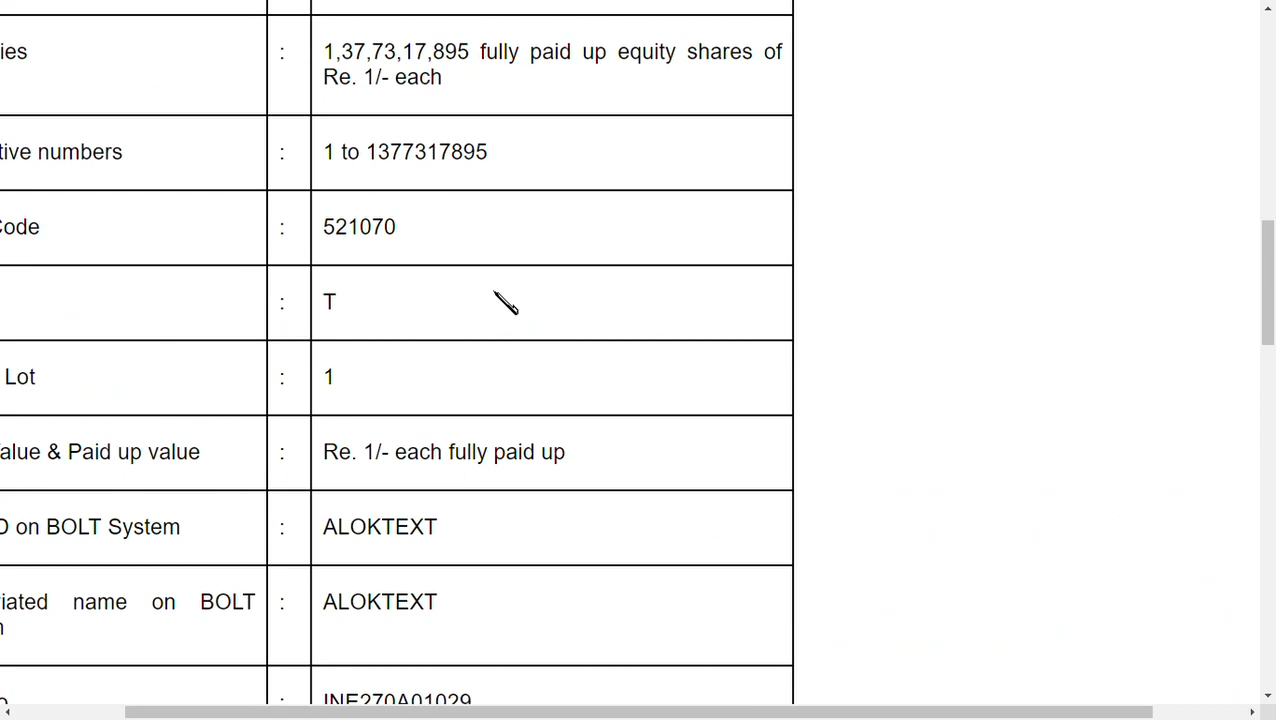 ies : 1,37,73,17,895 fully paid up equity shares of
Re. 1/- each
tive numbers : 1 to 1377317895
Code : 521070
: T
Lot : 1
alue & Paid up value : Re. 1/- each fully paid up
D on BOLT System : ALOKTEXT
iated name on BOLT : ALOKTEXT
: INE270A01029